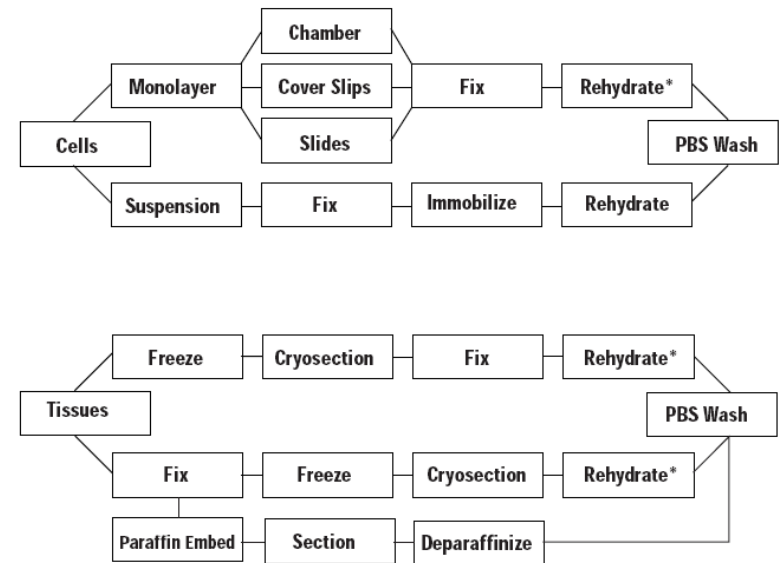 Chamber
Monolayer
Cover Slips
Fix
Rehydrate*
Cells
Slides
PBS Wash
Suspension
Fix
Immobilize
Rehydrate
Freeze
Cryosection
Fix
Rehydrate*
Tissues
PBS Wash
Fix
Freeze
Cryosection
Rehydrate*
Paraffin Embed
Section
Deparaffinize